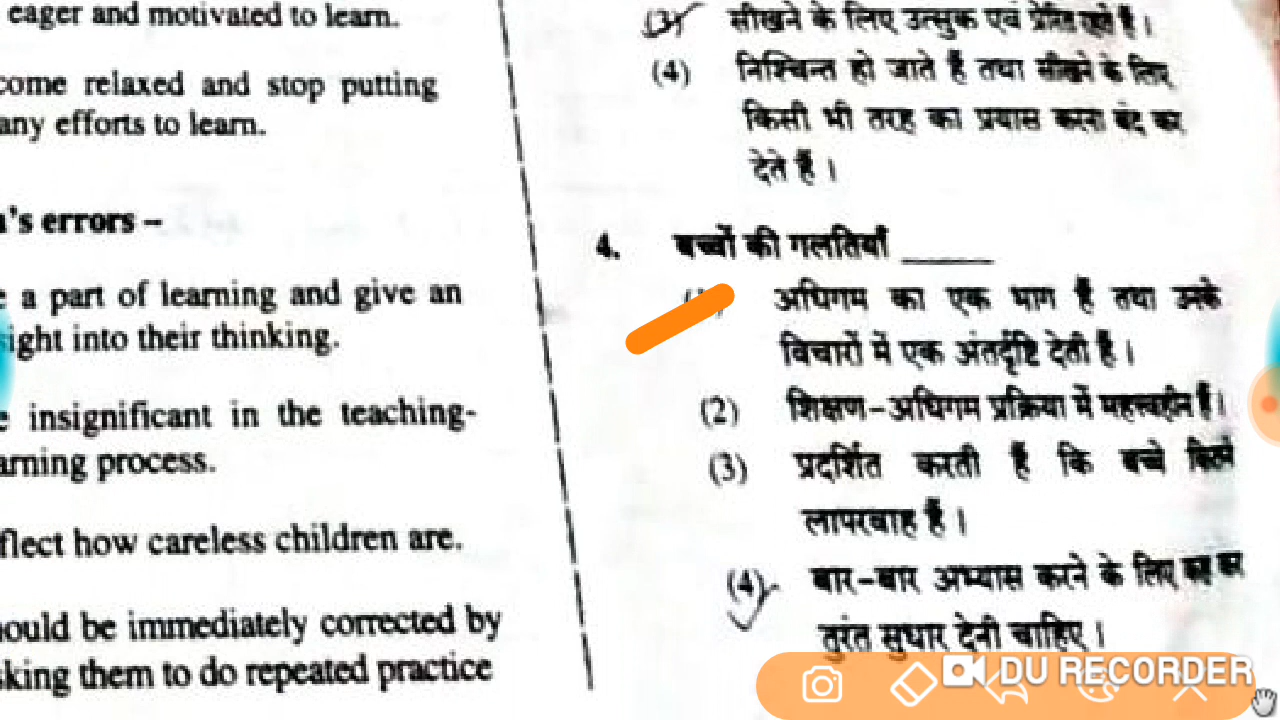 eager and motivated to learn.
come relaxed and stop putting
any efforts to learn.
's errors –
a part of learning and give an
ight into their thinking.
insignificant in the teaching-
arning process.
flect how careless children are.
ould be immediately corrected by
king them to do repeated practice
(3) सीखने के लिए उत्सुक एवं प्रेरित रहते हैं।
(4) निश्चिन्त हो जाते हैं तथा सीखने के लिए
किसी भी तरह का प्रयास करना बंद कर
देते हैं।
4. बच्चों की गलतियाँ _____
अधिगम का एक भाग हैं तथा उनके
विचारों में एक अंतर्दृष्टि देती हैं।
(2) शिक्षण-अधिगम प्रक्रिया में महत्त्वहीन हैं।
(3) प्रदर्शित करती हैं कि बच्चे कितने
लापरवाह हैं।
(4) बार-बार अभ्यास करने के लिए कह कर
तुरंत सुधार देनी चाहिए।
DU RECORDER